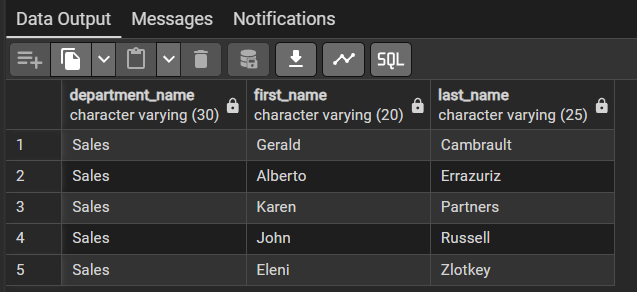 Data Output Messages Notifications
SQL
department_name first_name last_name
character varying (30) character varying (20) character varying (25)
1 Sales Gerald Cambrault
2 Sales Alberto Errazuriz
3 Sales Karen Partners
4 Sales John Russell
5 Sales Eleni Zlotkey